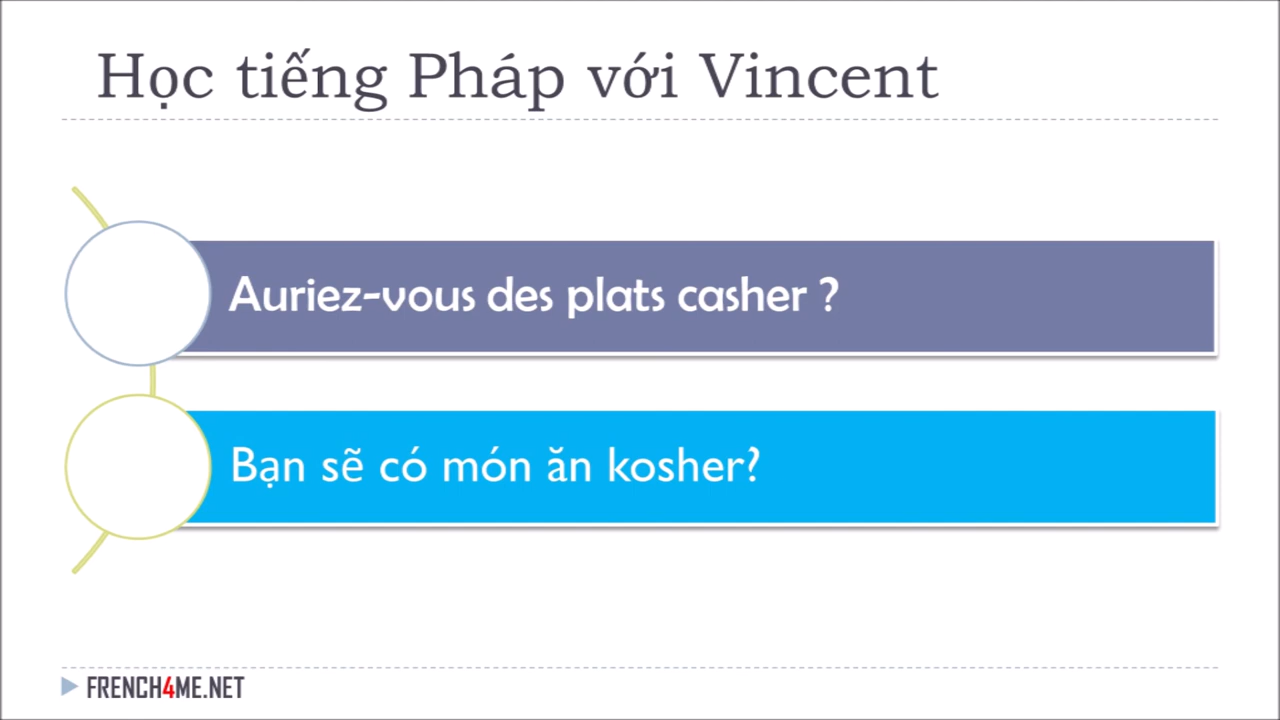 Học tiếng Pháp với Vincent
Auriez-vous des plats casher ?
Bạn sẽ có món ăn kosher?
FRENCH4ME.NET